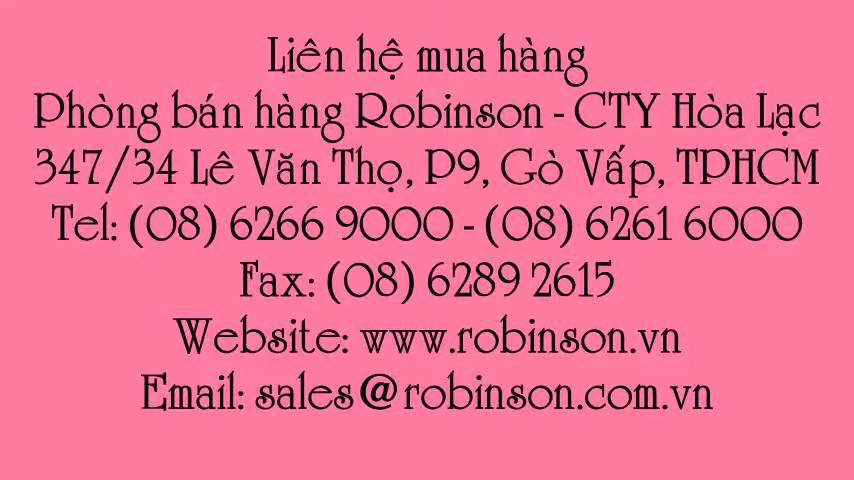 Liên hệ mua hàng
Phòng bán hàng Robinson - CTY Hòa Lạc
347/34 Lê Văn Thọ, P9, Gò Vấp, TPHCM
Tel: (08) 6266 9000 - (08) 6261 6000
Fax: (08) 6289 2615
Website: www.robinson.vn
Email: sales@robinson.com.vn